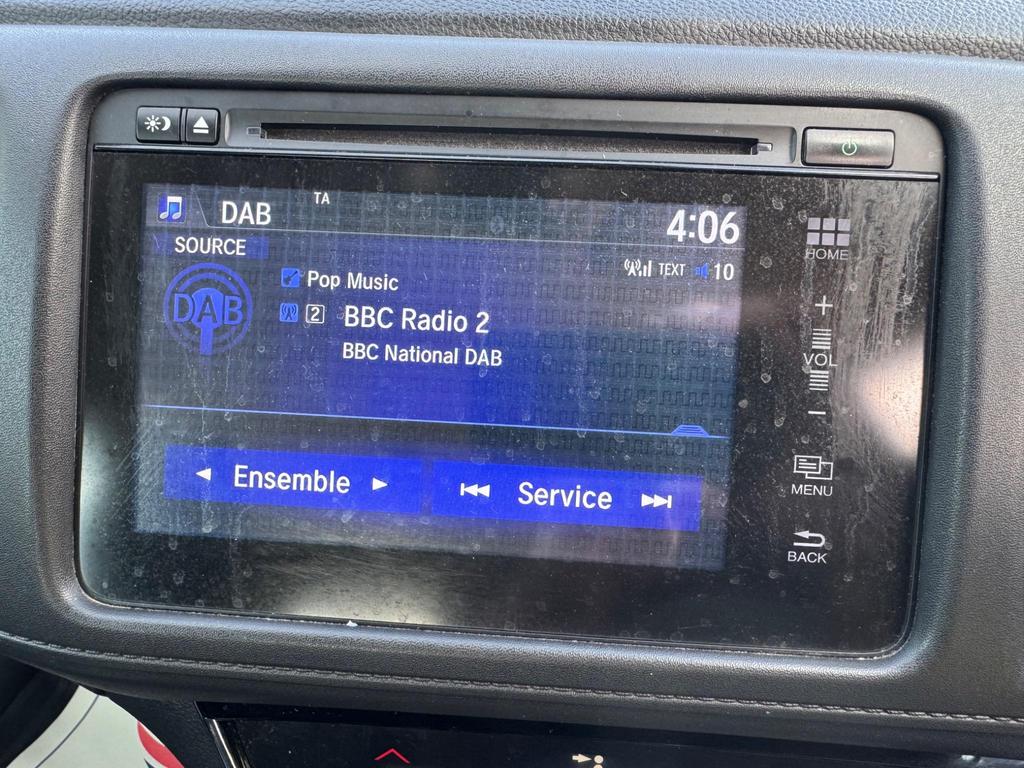 TA
DAB
4:06
SOURCE
TEXT 10
DAB
Pop Music
2 BBC Radio 2
BBC National DAB
Ensemble
Service
HOME
+
VOL
-
MENU
BACK